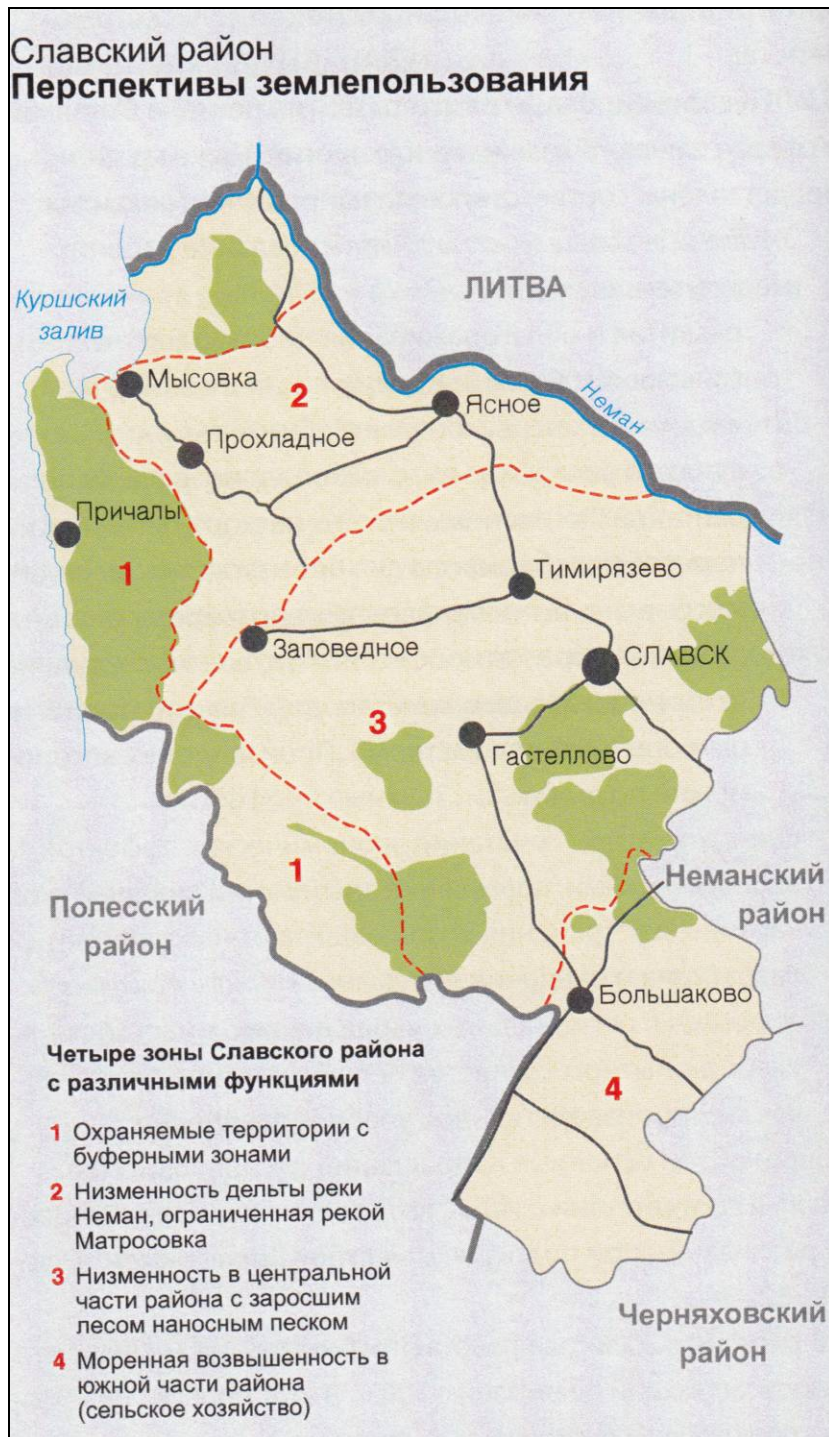 Славский район
Перспективы землепользования
ЛИТВА
Куршский
залив
Мысовка
2
Ясное
Неман
Прохладное
Причалы
1
Тимирязево
Заповедное
СЛАВСК
3
Гастеллово
1
Неманский
район
Полесский
район
Большаково
Четыре зоны Славского района
с различными функциями
1 Охраняемые территории с
буферными зонами
2 Низменность дельты реки
Неман, ограниченная рекой
Матросовка
3 Низменность в центральной
части района с заросшим
лесом наносным песком
4 Моренная возвышенность в
южной части района
(сельское хозяйство)
4
Черняховский
район